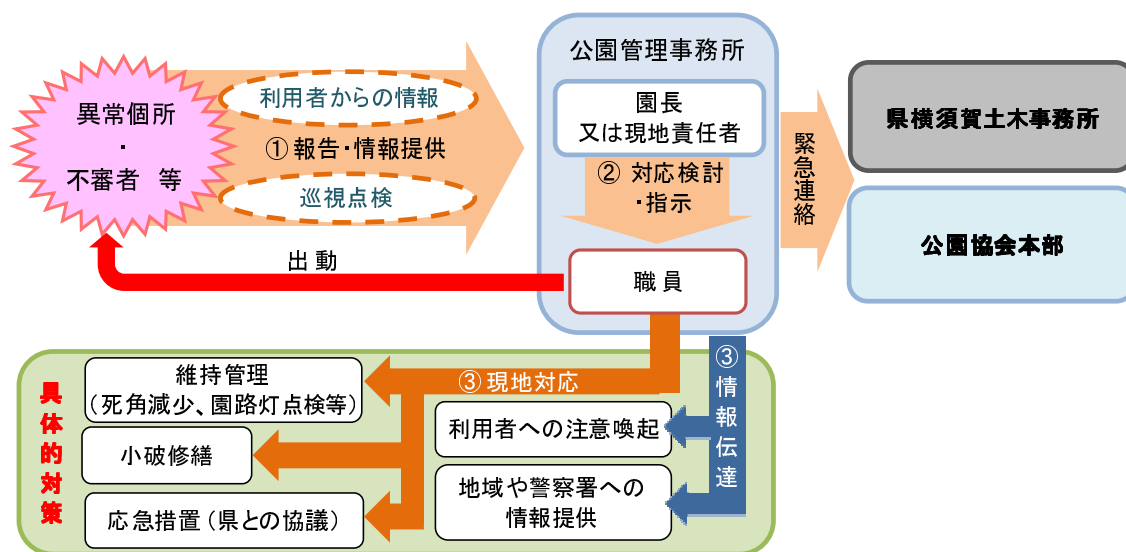 異常個所
・
不審者 等
利用者からの情報
① 報告・情報提供
巡視点検
出動
公園管理事務所
園長
又は現地責任者
② 対応検討
・指示
職員
緊急連絡
県横須賀土木事務所
公園協会本部
具体的対策
③ 現地対応
維持管理
(死角減少、園路灯点検等)
小破修繕
応急措置(県との協議)
③情報伝達
利用者への注意喚起
地域や警察署への
情報提供